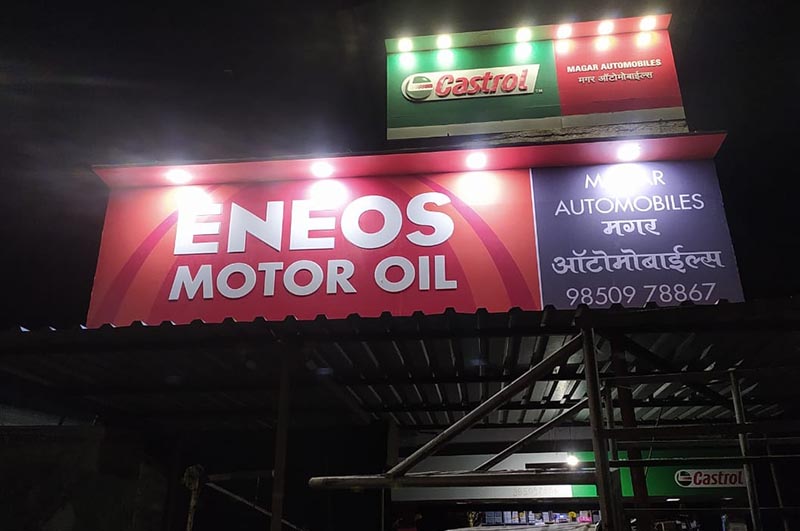 Castrol
MAGAR AUTOMOBILES
मगर ऑटोमोबाईल्स
ENEOS
MOTOR OIL
MAGAR
AUTOMOBILES
मगर
ऑटोमोबाईल्स
98509 78867
Castrol